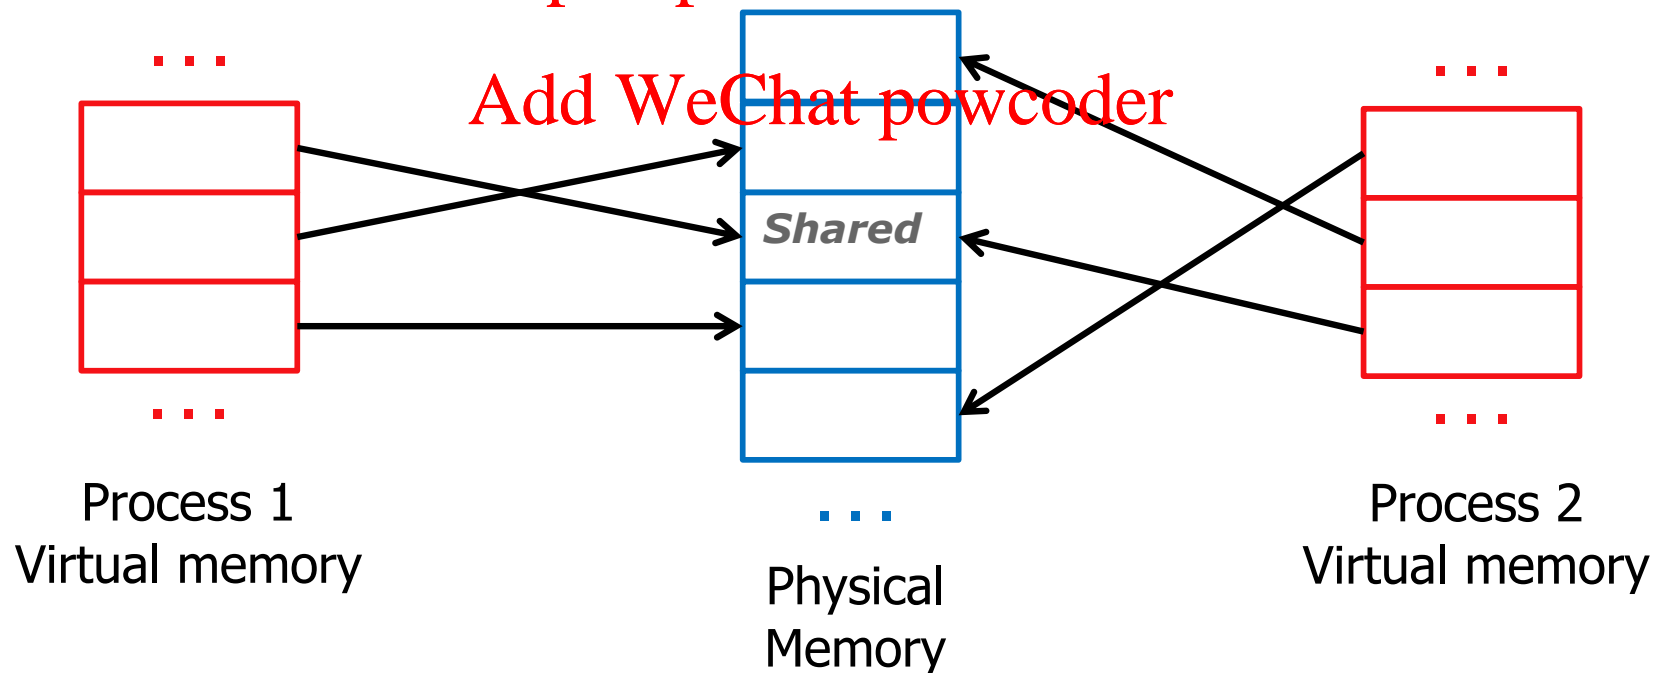 Add WeChat powcoder
Shared
Process 1
Virtual memory
Physical
Memory
Process 2
Virtual memory